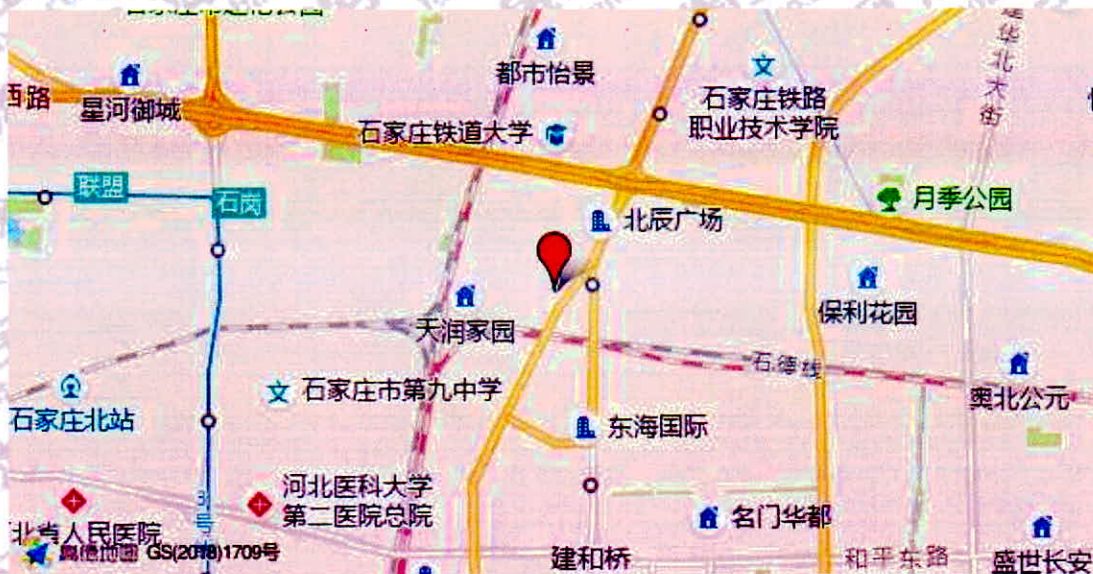 都市怡景
建华北大街
星河御城
西路
石家庄铁路
职业技术学院
石家庄铁道大学
联盟
石岗
月季公园
北辰广场
保利花园
天润家园
石德线
石家庄市第九中学
奥北公元
石家庄北站
东海国际
河北医科大学
第二医院总院
北省人民医院
3号
名门华都
高德地图 GS(2018)1709号
建和桥
和平东路
盛世长安